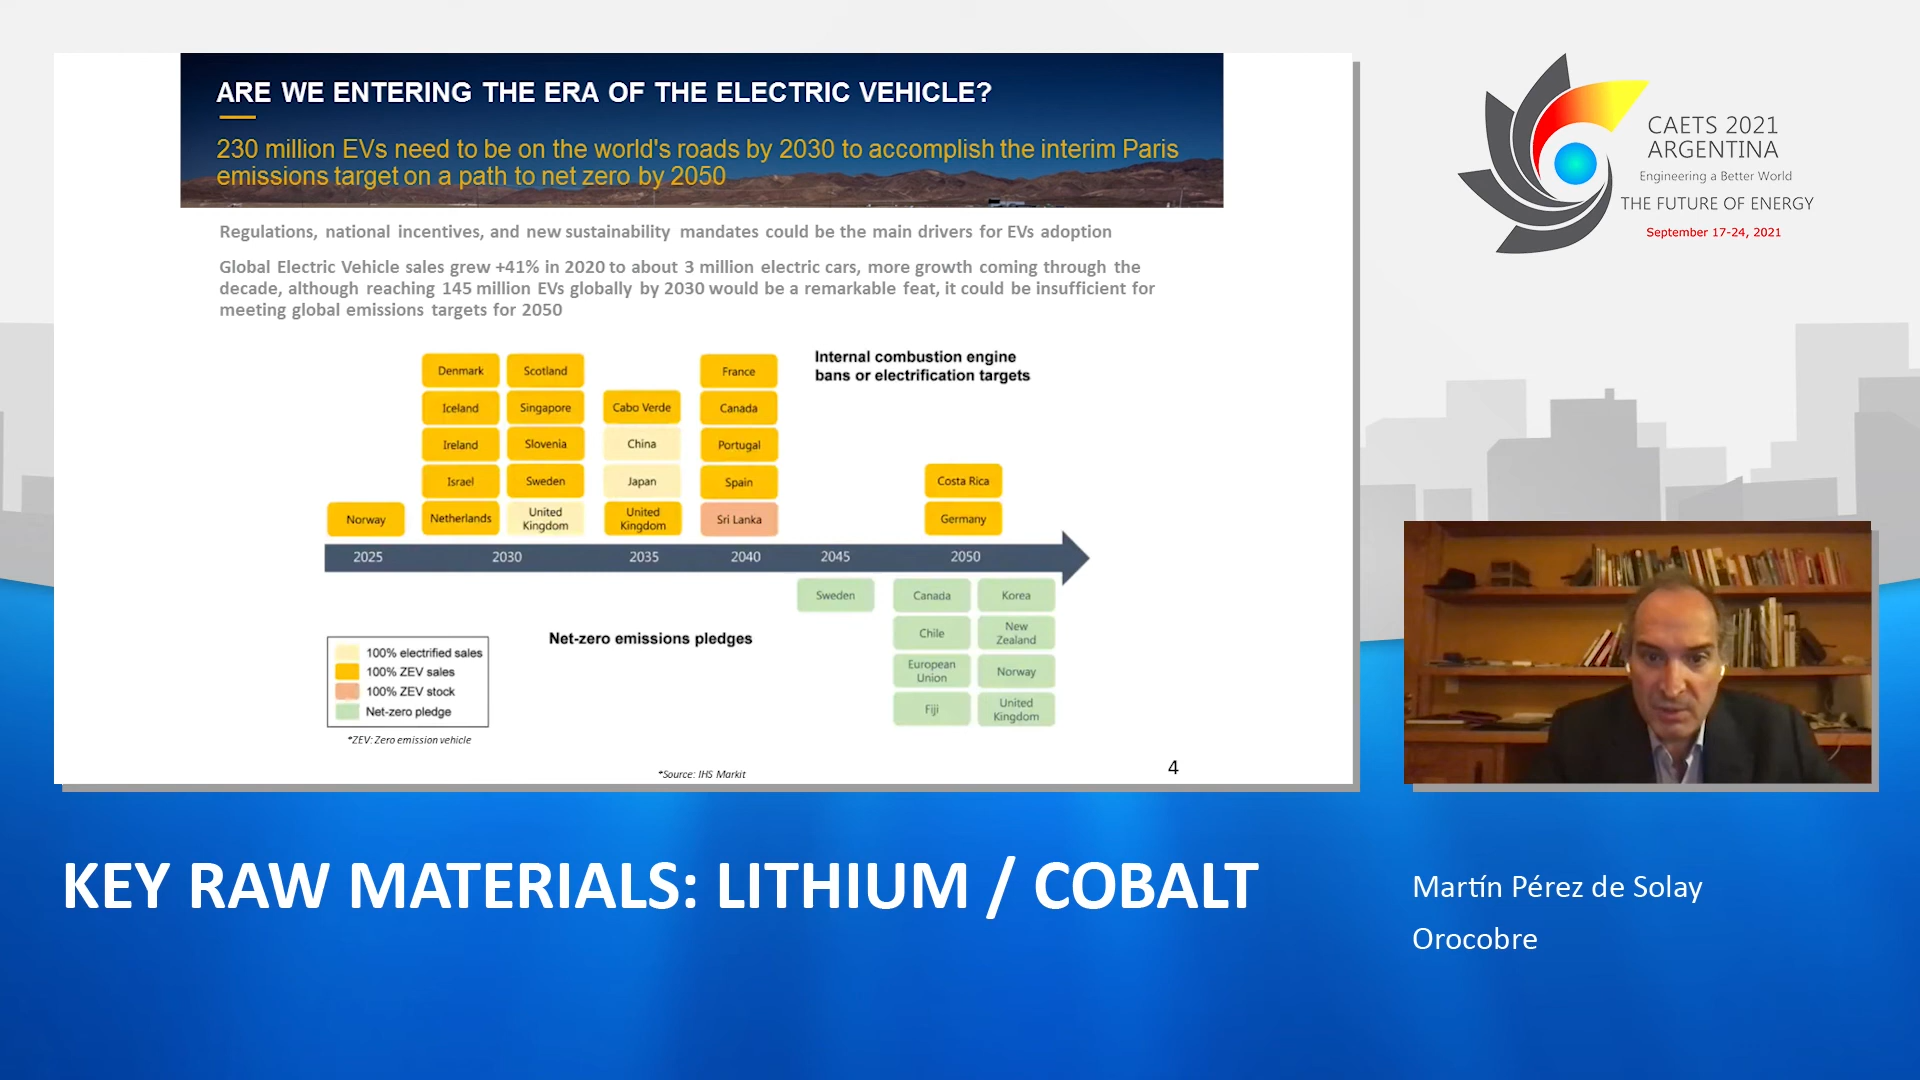 ARE WE ENTERING THE ERA OF THE ELECTRIC VEHICLE?
230 million EVs need to be on the world's roads by 2030 to accomplish the interim Paris
emissions target on a path to net zero by 2050
Regulations, national incentives, and new sustainability mandates could be the main drivers for EVs adoption
Global Electric Vehicle sales grew +41% in 2020 to about 3 million electric cars, more growth coming through the
decade, although reaching 145 million EVs globally by 2030 would be a remarkable feat, it could be insufficient for
meeting global emissions targets for 2050
Internal combustion engine
bans or electrification targets
Denmark
Scotland
France
Iceland
Singapore
Cabo Verde
Canada
Ireland
Slovenia
China
Portugal
Israel
Sweden
Japan
Spain
Costa Rica
Norway
Netherlands
United
Kingdom
United
Kingdom
Sri Lanka
Germany
2025
2030
2035
2040
2045
2050
Sweden
Canada
Korea
Chile
New
Zealand
European
Union
Norway
Fiji
United
Kingdom
Net-zero emissions pledges
100% electrified sales
100% ZEV sales
100% ZEV stock
Net-zero pledge
*ZEV: Zero emission vehicle
*Source: IHS Markit
4
CAETS 2021
ARGENTINA
Engineering a Better World
THE FUTURE OF ENERGY
September 17-24, 2021
KEY RAW MATERIALS: LITHIUM / COBALT
Martín Pérez de Solay
Orocobre